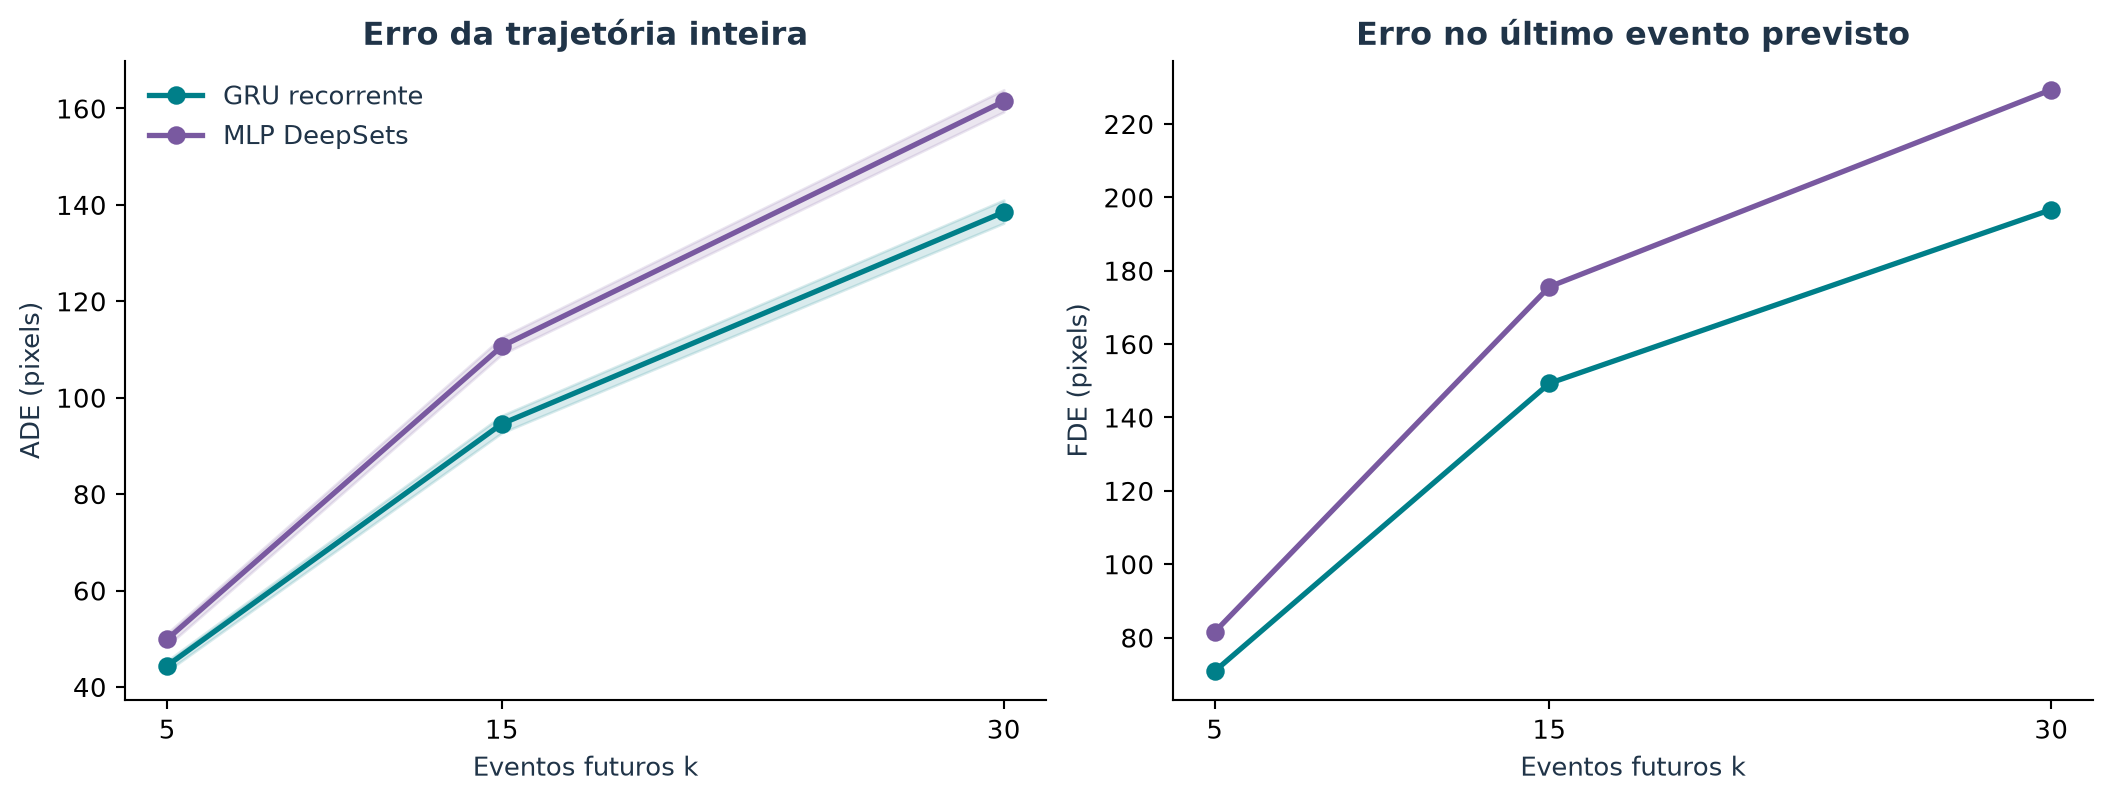 Erro da trajetória inteira
GRU recorrente
MLP DeepSets
ADE (pixels)
160
140
120
100
80
60
40
5
15
30
Eventos futuros k
Erro no último evento previsto
FDE (pixels)
220
200
180
160
140
120
100
80
5
15
30
Eventos futuros k